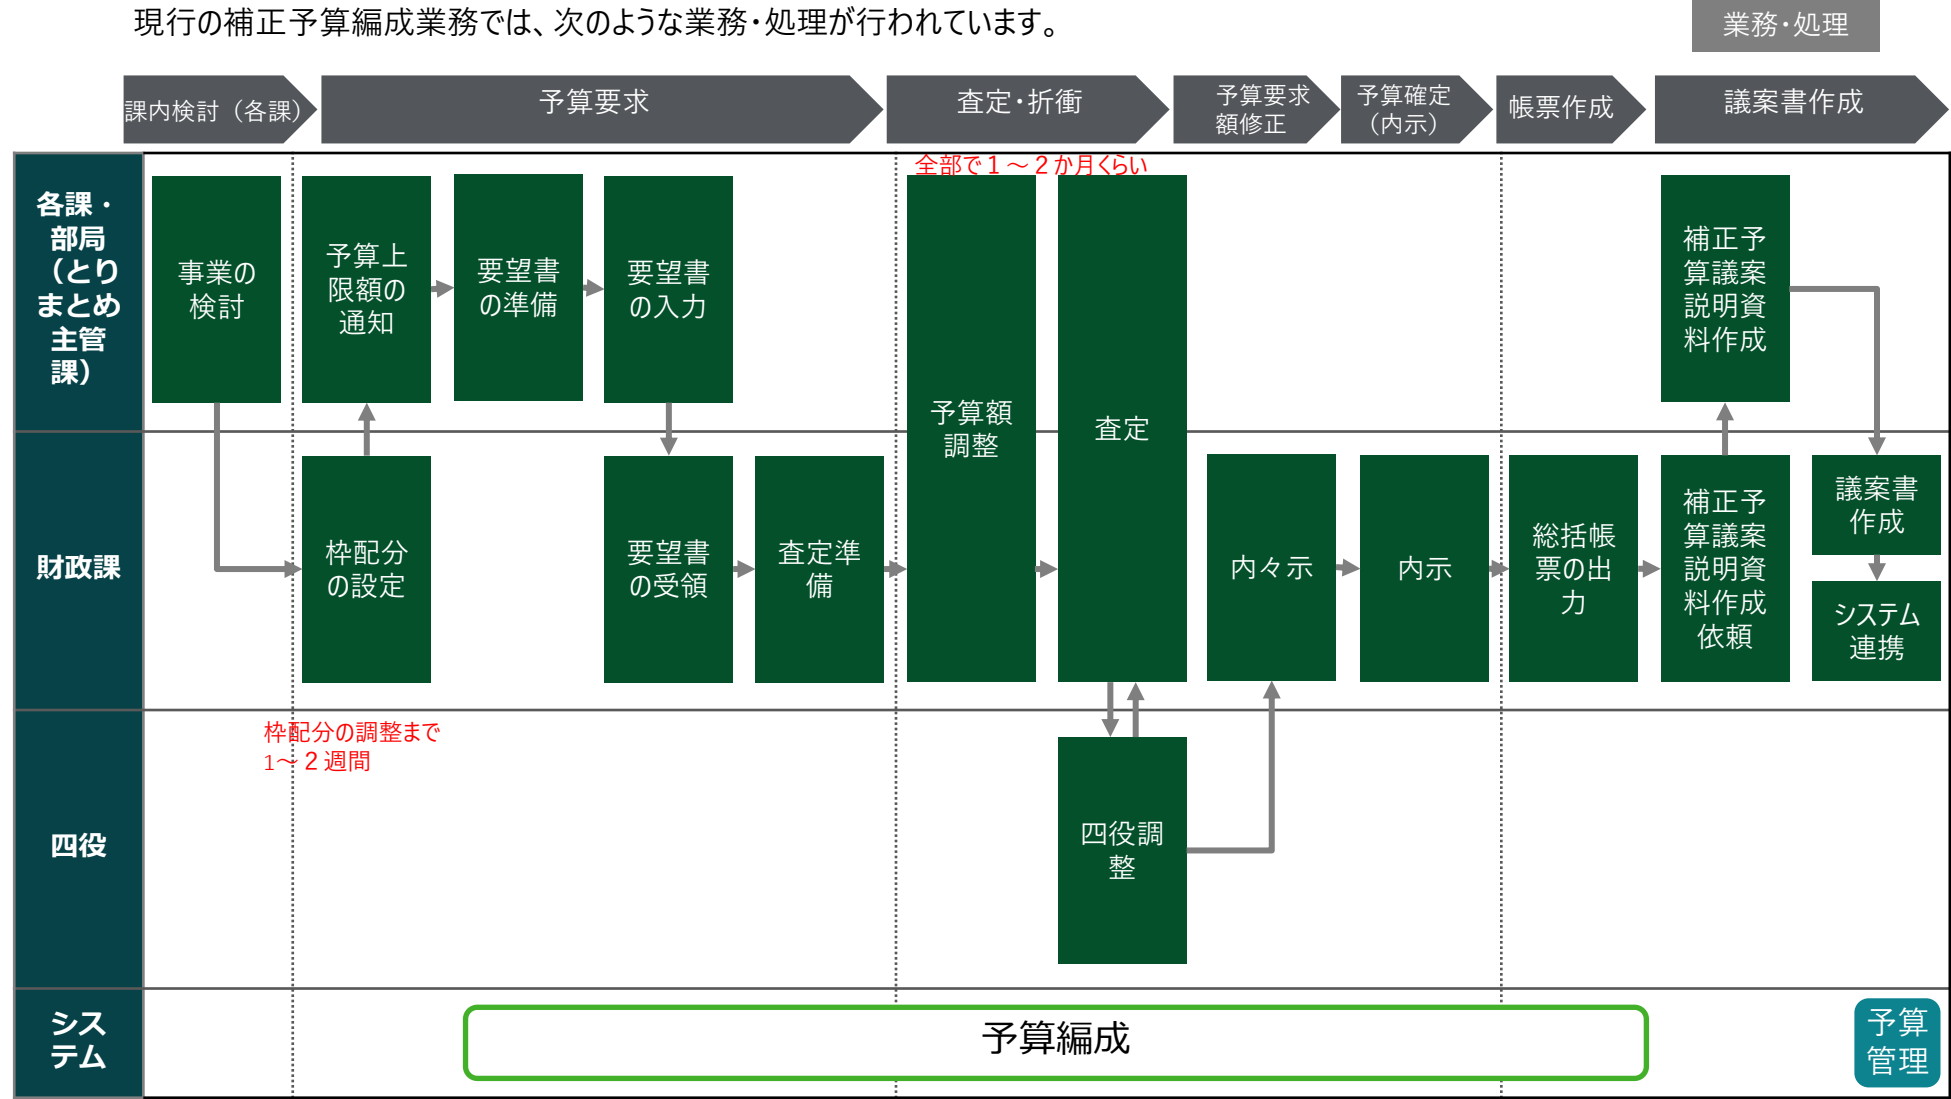 現行の補正予算編成業務では、次のような業務・処理が行われています。
業務・処理
課内検討（各課）
予算要求
査定・折衝
予算要求
額修正
予算確定
（内示）
帳票作成
議案書作成
各課・
部局
（とり
まとめ
主管
課）
事業の
検討
予算上
限額の
通知
要望書
の準備
要望書
の入力
全部で１～２か月くらい
予算額
調整
査定
補正予
算議案
説明資
料作成
財政課
枠配分
の設定
要望書
の受領
査定準
備
内々示
内示
総括帳
票の出
力
補正予
算議案
説明資
料作成
依頼
議案書
作成
システム
連携
枠配分の調整まで
1～２週間
四役
四役調
整
シス
テム
予算編成
予算
管理